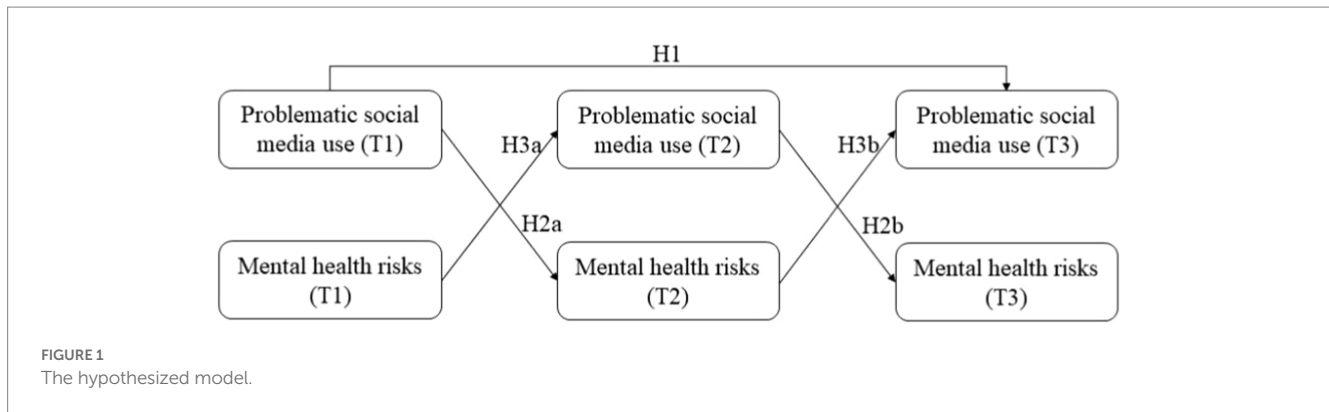 H1
Problematic social
media use (T1)
Problematic social
media use (T2)
Problematic social
media use (T3)
H3a
H3b
H2a
H2b
Mental health risks
(T1)
Mental health risks
(T2)
Mental health risks
(T3)
FIGURE 1
The hypothesized model.